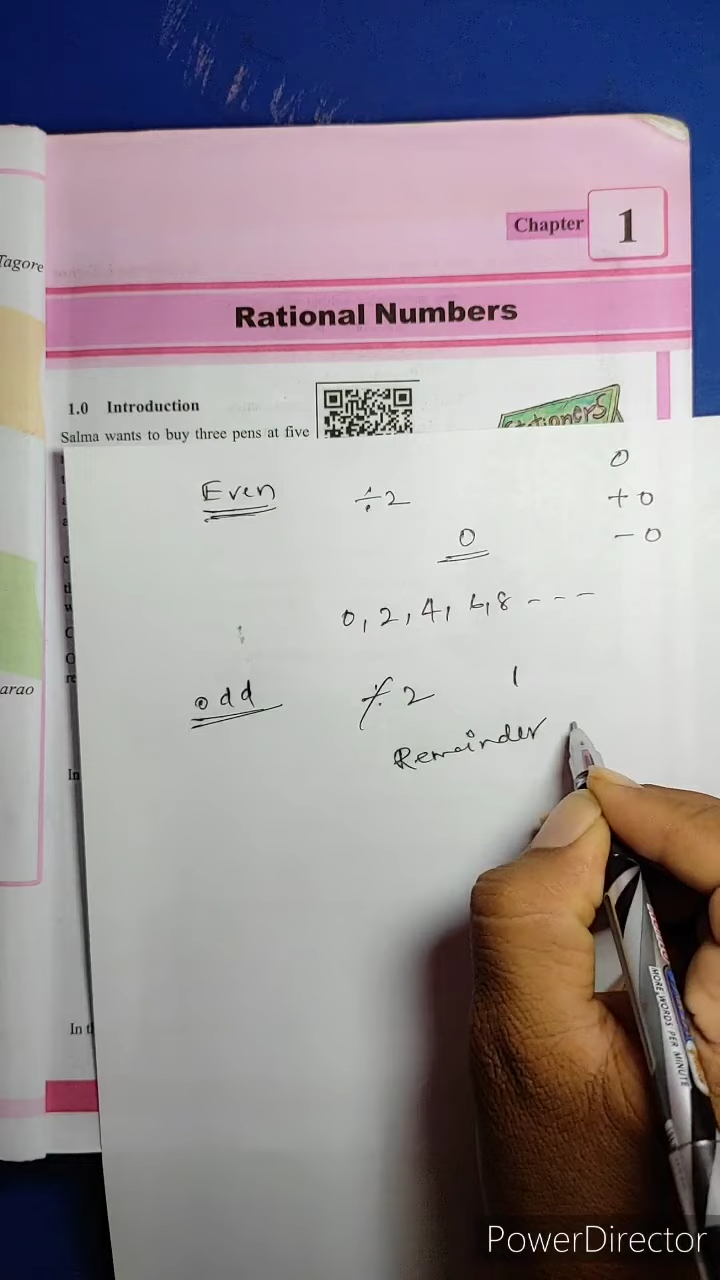 Tagore
Chapter 1
Rational Numbers
1.0 Introduction
Salma wants to buy three pens at five
Stationers
Even ÷2
0
+0
-0
0
0, 2, 4, 6, 8 - - -
arao
odd ÷ 2 1
Remainder
In
In t
MORE WORDS PER MINUTE
PowerDirector